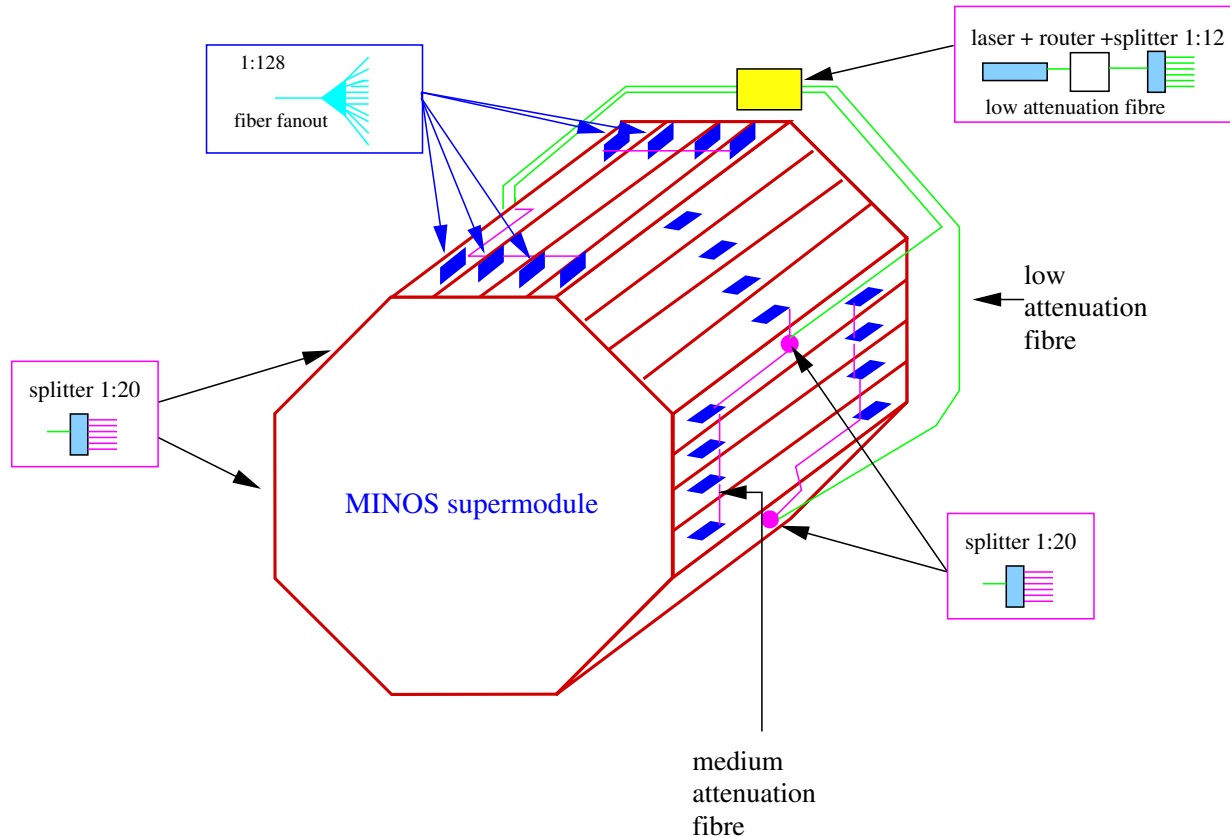 1:128
fiber fanout
laser + router +splitter 1:12
low attenuation fibre
low
attenuation
fibre
splitter 1:20
MINOS supermodule
splitter 1:20
medium
attenuation
fibre